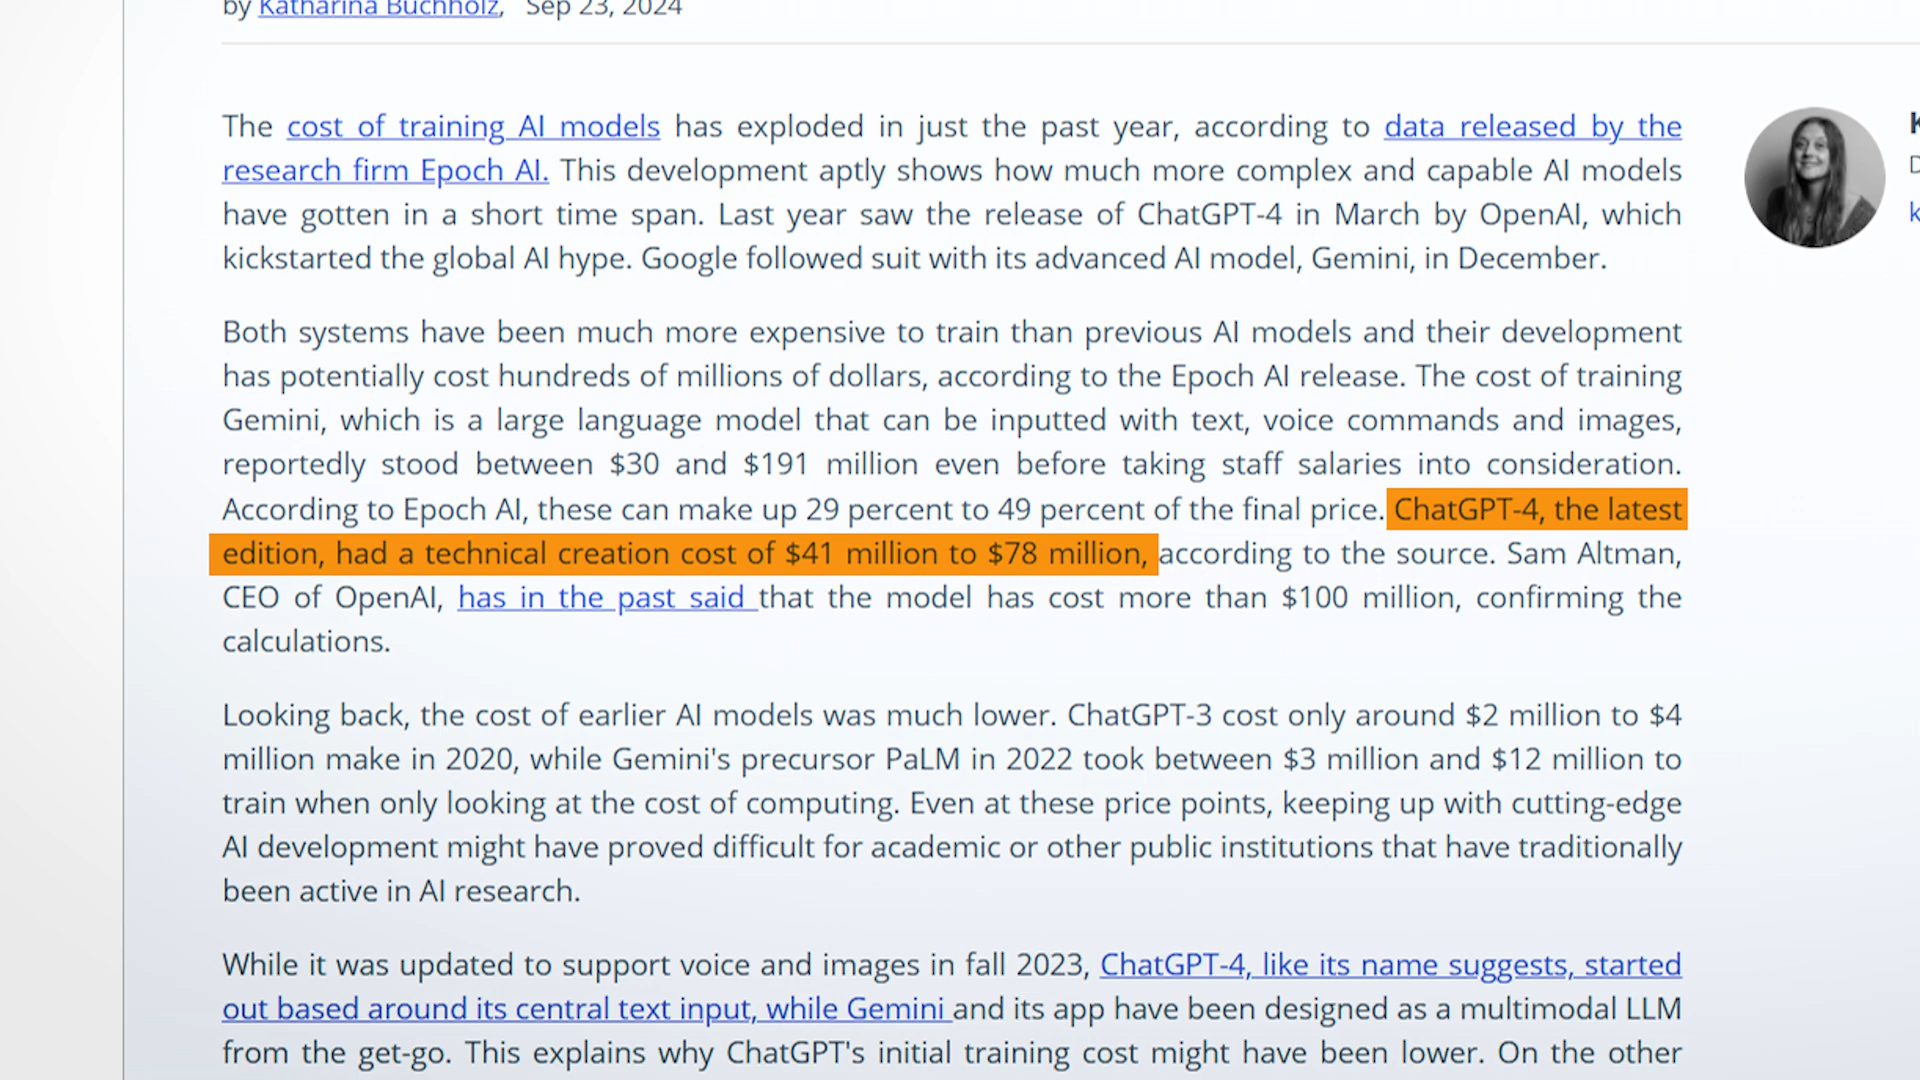 by Katharina Buchholz, Sep 23, 2024
The cost of training AI models has exploded in just the past year, according to data released by the
research firm Epoch AI. This development aptly shows how much more complex and capable AI models
have gotten in a short time span. Last year saw the release of ChatGPT-4 in March by OpenAI, which
kickstarted the global AI hype. Google followed suit with its advanced AI model, Gemini, in December.
Both systems have been much more expensive to train than previous AI models and their development
has potentially cost hundreds of millions of dollars, according to the Epoch AI release. The cost of training
Gemini, which is a large language model that can be inputted with text, voice commands and images,
reportedly stood between $30 and $191 million even before taking staff salaries into consideration.
According to Epoch AI, these can make up 29 percent to 49 percent of the final price. ChatGPT-4, the latest
edition, had a technical creation cost of $41 million to $78 million, according to the source. Sam Altman,
CEO of OpenAI, has in the past said that the model has cost more than $100 million, confirming the
calculations.
Looking back, the cost of earlier AI models was much lower. ChatGPT-3 cost only around $2 million to $4
million make in 2020, while Gemini's precursor PaLM in 2022 took between $3 million and $12 million to
train when only looking at the cost of computing. Even at these price points, keeping up with cutting-edge
AI development might have proved difficult for academic or other public institutions that have traditionally
been active in AI research.
While it was updated to support voice and images in fall 2023, ChatGPT-4, like its name suggests, started
out based around its central text input, while Gemini and its app have been designed as a multimodal LLM
from the get-go. This explains why ChatGPT's initial training cost might have been lower. On the other